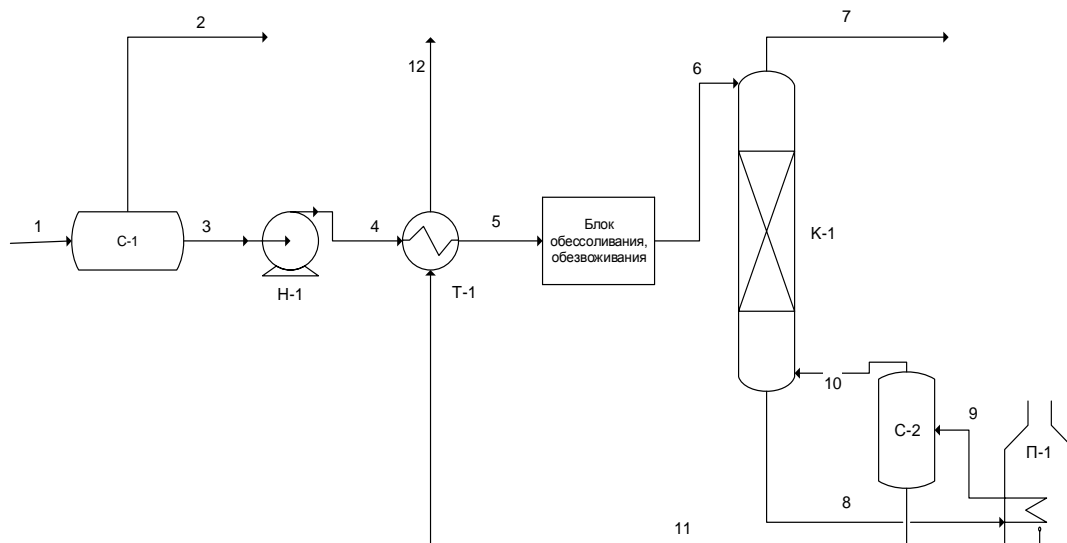 2
7
12
6
1
С-1
3
Н-1
4
Т-1
5
Блок
обессоливания,
обезвоживания
К-1
10
С-2
9
П-1
8
11